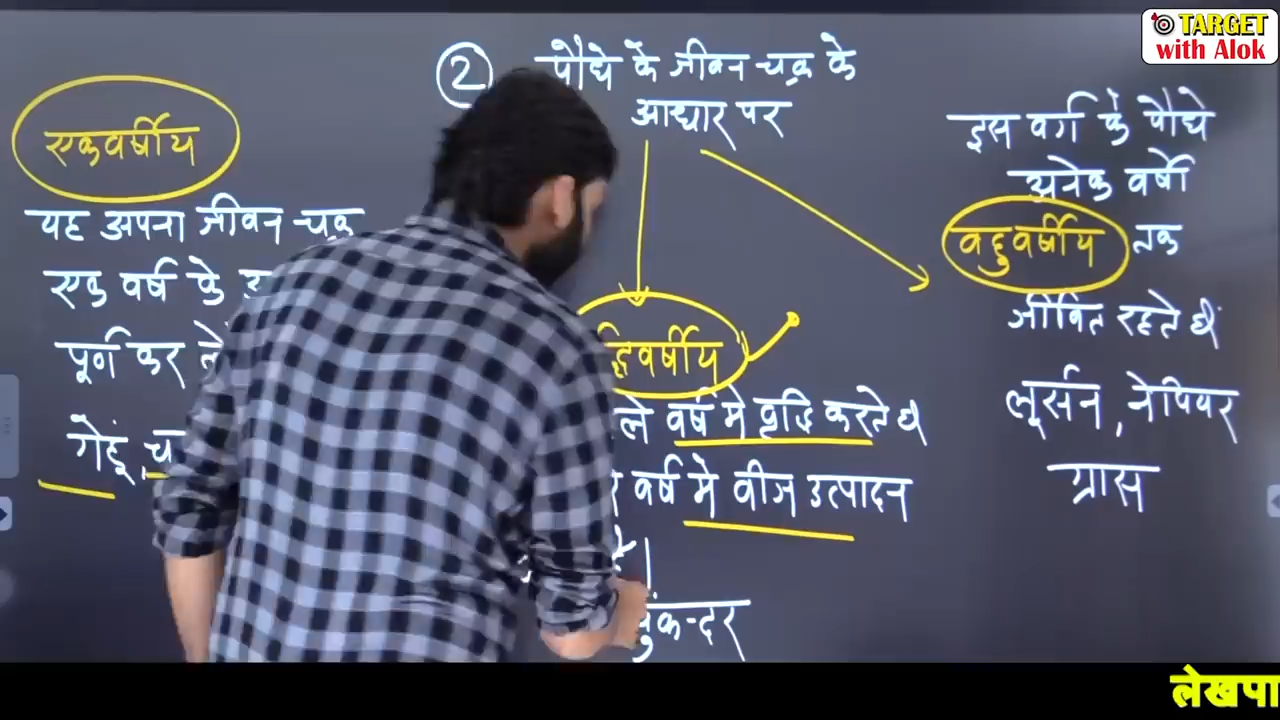 TARGET
with Alok
2 पौधे के जीवन चक्र के
आधार पर
एकवर्षीय
यह अपना जीवन चक्र
एक वर्ष के
पूर्ण कर
गेहूं,
द्विवर्षीय
वर्ष मे वृद्धि करते है
वर्ष मे बीज उत्पादन
इस वर्ग के पौधे
अनेक वर्षो
बहुवर्षीय तक
जीवित रहते है
लूर्सन, नेपियर
ग्रास
लेखपा